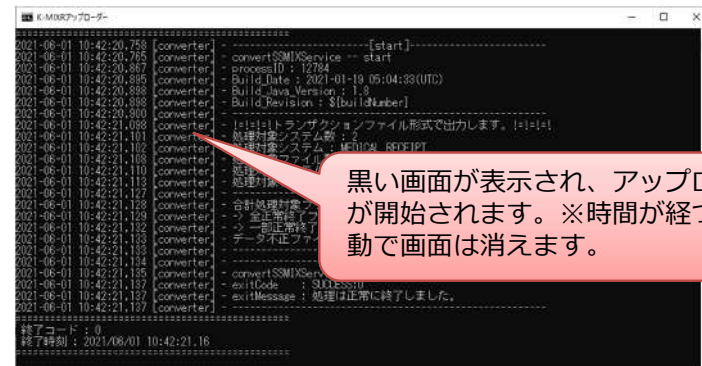 K-MIXRアップローダー
==================================================
2021-06-01 10:42:20,758 [converter] - --------------------[start]--------------------
2021-06-01 10:42:20,765 [converter] - convertSSMIXService -- start
2021-06-01 10:42:20,867 [converter] - processID : 12784
2021-06-01 10:42:20,895 [converter] - Build_Date : 2021-01-19 05:04:33(UTC)
2021-06-01 10:42:20,898 [converter] - Build_Java_Version : 1.8
2021-06-01 10:42:20,898 [converter] - Build_Revision : $[buildNumber]
2021-06-01 10:42:20,900 [converter] - --------------------
2021-06-01 10:42:21,098 [converter] - !=!=!=!トランザクションファイル形式で出力します。!=!=!=!
2021-06-01 10:42:21,101 [converter] - 処理対象システム数 : 2
2021-06-01 10:42:21,102 [converter] - 処理対象システム : MEDICAL_RECEIPT
2021-06-01 10:42:21,108 [converter]
2021-06-01 10:42:21,110 [converter]
2021-06-01 10:42:21,113 [converter] - 処理対象
2021-06-01 10:42:21,127 [converter]
2021-06-01 10:42:21,128 [converter] - 合計処理対象
2021-06-01 10:42:21,129 [converter] - -> 全正常終了
2021-06-01 10:42:21,132 [converter] - -> 一部正常終了
2021-06-01 10:42:21,133 [converter] - データ不正ファイ
2021-06-01 10:42:21,133 [converter]
2021-06-01 10:42:21,134 [converter]
2021-06-01 10:42:21,135 [converter] - convertSSMIXServ
2021-06-01 10:42:21,137 [converter] - exitCode : SUCCESS:0
2021-06-01 10:42:21,137 [converter] - exitMessage : 処理は正常に終了しました。
2021-06-01 10:42:21,137 [converter] - --------------------
==================================================
終了コード : 0
終了時刻 : 2021/06/01 10:42:21.16
==================================================
黒い画面が表示され、アップロ
が開始されます。※時間が経つ
動で画面は消えます。